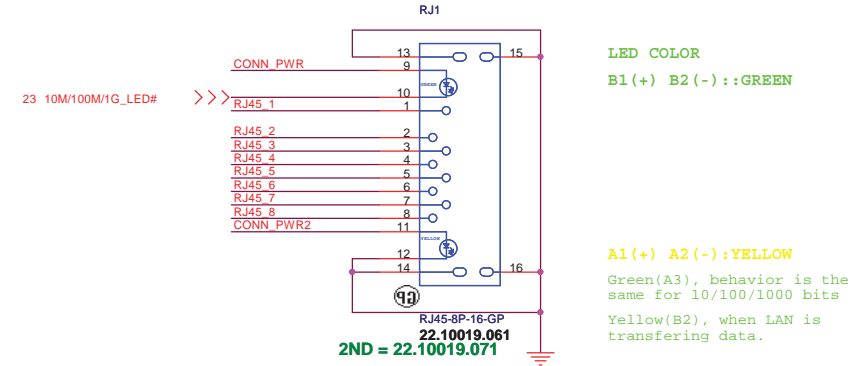 RJ1
13
15
CONN_PWR
9
GREEN
23 10M/100M/1G_LED#
10
RJ45_1
1
RJ45_2
2
RJ45_3
3
RJ45_4
4
RJ45_5
5
RJ45_6
6
RJ45_7
7
RJ45_8
8
CONN_PWR2
11
YELLOW
12
14
16
GP
RJ45-8P-16-GP
22.10019.061
2ND = 22.10019.071
LED COLOR
B1(+) B2(-)::GREEN
A1(+) A2(-):YELLOW
Green(A3), behavior is the
same for 10/100/1000 bits
Yellow(B2), when LAN is
transfering data.